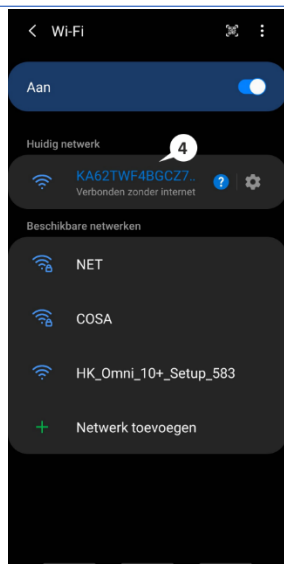 Wi-Fi
Aan
Huidig netwerk
4
KA62TWF4BGCZ7..
Verbonden zonder internet
?
Beschikbare netwerken
NET
COSA
HK_Omni_10+_Setup_583
+ Netwerk toevoegen